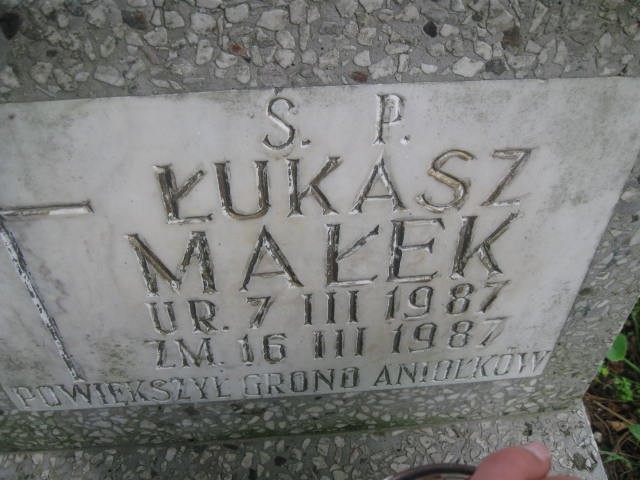 Ś. P.
ŁUKASZ
MAŁEK
UR. 7 III 1987
ZM. 16 III 1987
POWIĘKSZYŁ GRONO ANIOŁKÓW